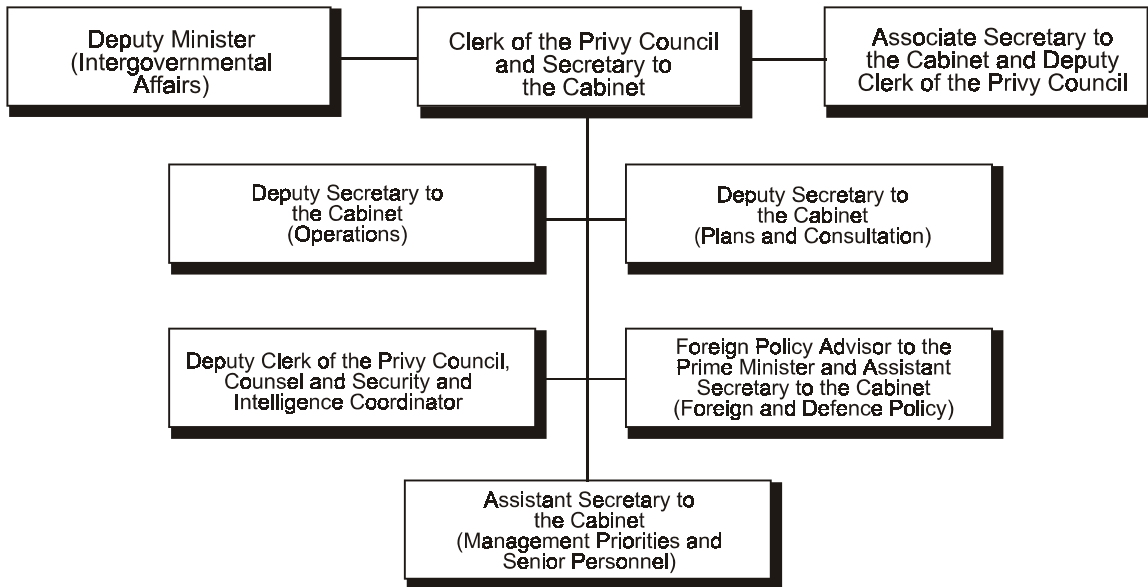 Deputy Minister
(Intergovernmental
Affairs)
Clerk of the Privy Council
and Secretary to
the Cabinet
Associate Secretary to
the Cabinet and Deputy
Clerk of the Privy Council
Deputy Secretary to
the Cabinet
(Operations)
Deputy Secretary to
the Cabinet
(Plans and Consultation)
Deputy Clerk of the Privy Council,
Counsel and Security and
Intelligence Coordinator
Foreign Policy Advisor to the
Prime Minister and Assistant
Secretary to the Cabinet
(Foreign and Defence Policy)
Assistant Secretary to
the Cabinet
(Management Priorities and
Senior Personnel)